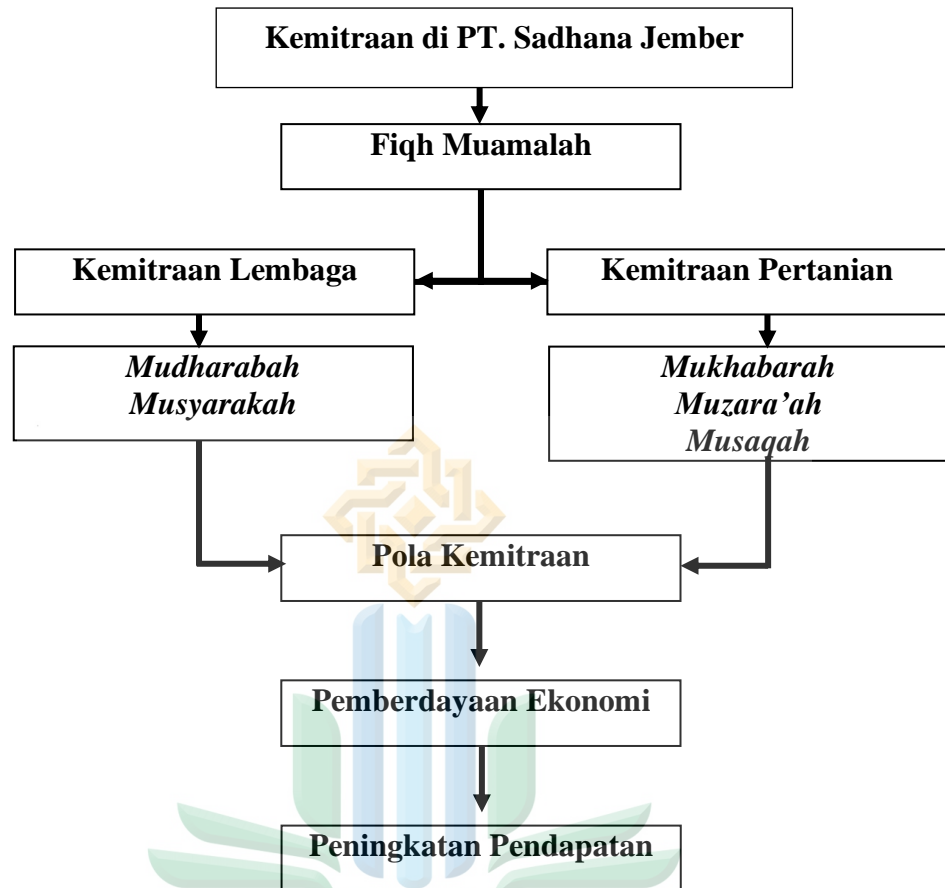 Kemitraan di PT. Sadhana Jember
Fiqh Muamalah
Kemitraan Lembaga
Kemitraan Pertanian
Mudharabah
Musyarakah
Mukhabarah
Muzara’ah
Musaqah
Pola Kemitraan
Pemberdayaan Ekonomi
Peningkatan Pendapatan